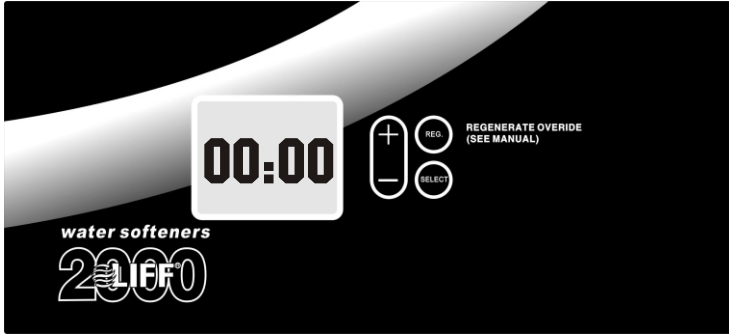 00:00
+
REG.
REGENERATE OVERIDE
(SEE MANUAL)
−
SELECT
water softeners
2000
LIFF®